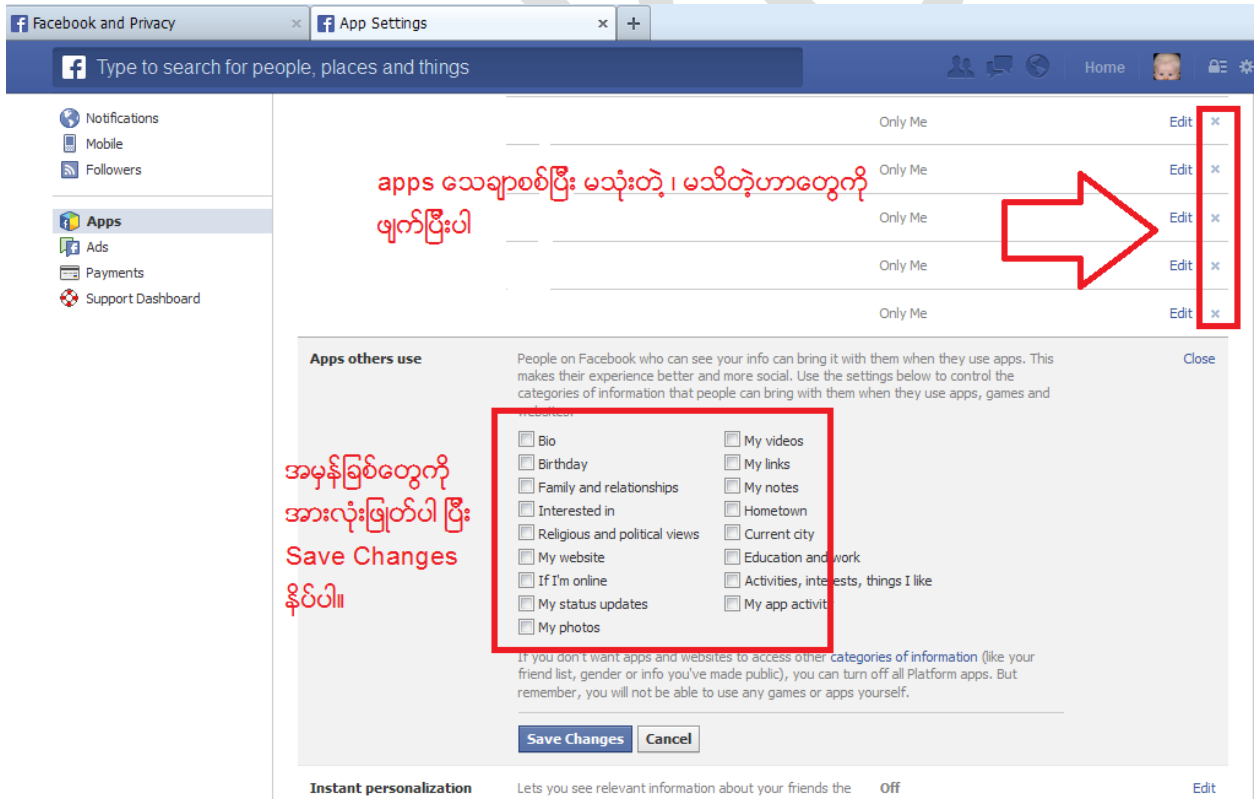 Facebook and Privacy
App Settings
Type to search for people, places and things
Home
Notifications
Mobile
Followers
Apps
Ads
Payments
Support Dashboard
Only Me Edit
Only Me Edit
Only Me Edit
Only Me Edit
Only Me Edit
apps သေချာစစ်ပြီး မသုံးတဲ့ ၊ မသိတဲ့ဟာတွေကို
ဖျက်ပြီးပါ
Apps others use
People on Facebook who can see your info can bring it with them when they use apps. This
makes their experience better and more social. Use the settings below to control the
categories of information that people can bring with them when they use apps, games and
websites.
Close
Bio
Birthday
Family and relationships
Interested in
Religious and political views
My website
If I'm online
My status updates
My photos
My videos
My links
My notes
Hometown
Current city
Education and work
Activities, interests, things I like
My app activity
အမှန်ခြစ်တွေကို
အားလုံးဖြုတ်ပါ ပြီး
Save Changes
နှိပ်ပါ။
If you don't want apps and websites to access other categories of information (like your
friend list, gender or info you've made public), you can turn off all Platform apps. But
remember, you will not be able to use any games or apps yourself.
Save Changes Cancel
Instant personalization
Lets you see relevant information about your friends the
Off
Edit